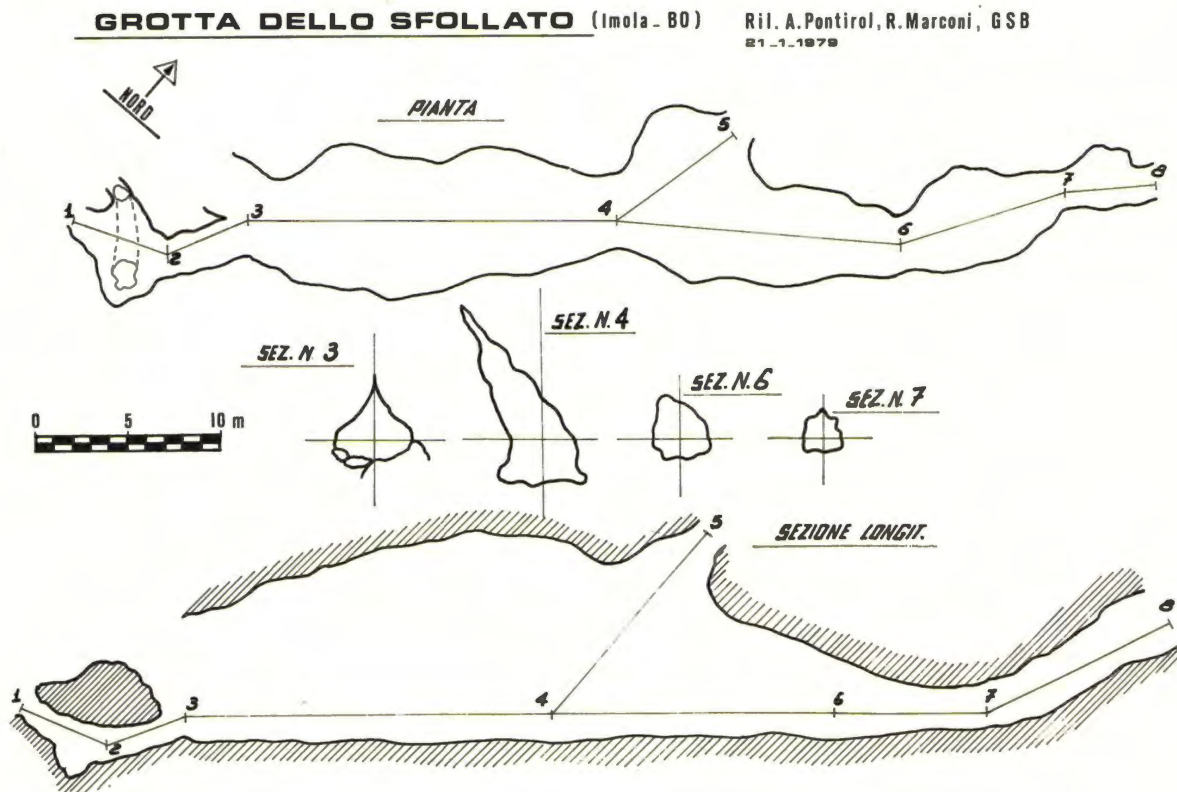 GROTTA DELLO SFOLLATO (Imola - BO) Ril. A. Pontirol, R. Marconi, GSB
21-1-1979
NORD
PIANTA
1
2
3
4
5
6
7
8
SEZ. N 3
SEZ. N. 4
SEZ. N. 6
SEZ. N. 7
0 5 10 m
SEZIONE LONGIT.
1
2
3
4
5
6
7
8